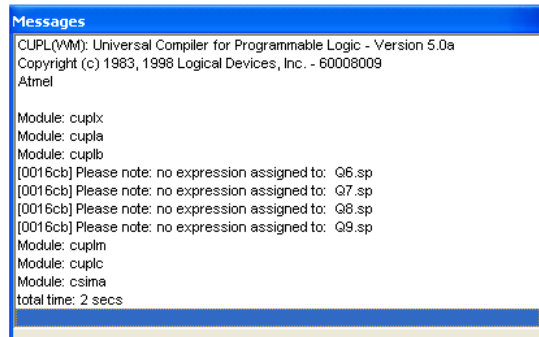 Messages
CUPL(WM): Universal Compiler for Programmable Logic - Version 5.0a
Copyright (c) 1983, 1998 Logical Devices, Inc. - 60008009
Atmel
Module: cuplx
Module: cupla
Module: cuplb
[0016cb] Please note: no expression assigned to:  Q6.sp
[0016cb] Please note: no expression assigned to:  Q7.sp
[0016cb] Please note: no expression assigned to:  Q8.sp
[0016cb] Please note: no expression assigned to:  Q9.sp
Module: cuplm
Module: cuplc
Module: csima
total time: 2 secs